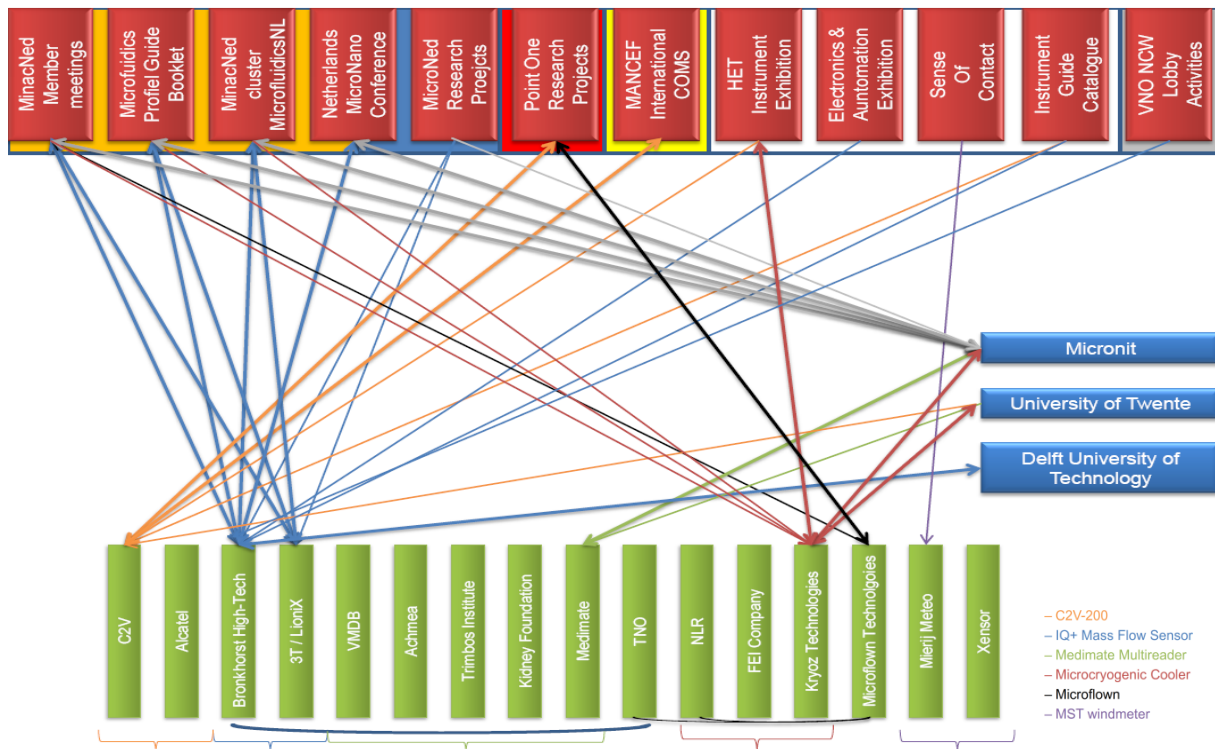 MinacNed
Member
meetings
Microfuidics
Profiel Guide
Booklet
MinacNed
cluster
MicrofluidicsNL
Netherlands
MicroNano
Conference
MicroNed
Research
Proejcts
Point One
Research
Projects
MANCEF
International
COMS
HET
Instrument
Exhibition
Electronics &
Auntomation
Exhilbition
Sense
Of
Contact
Instrument
Guide
Catalogue
VNO NCW
Lobby
Activities
Micronit
University of Twente
Delft University of
Technology
C2V
Alcatel
Bronkhorst High-Tech
3T / LioniX
VMDB
Achmea
Trimbos Institute
Kidney Foundation
Medimate
TNO
NLR
FEI Company
Kryoz Technologies
Microflown Technolgoies
Mierij Meteo
Xensor
– C2V-200
– IQ+ Mass Flow Sensor
– Medimate Multireader
– Microcryogenic Cooler
– Microflown
– MST windmeter